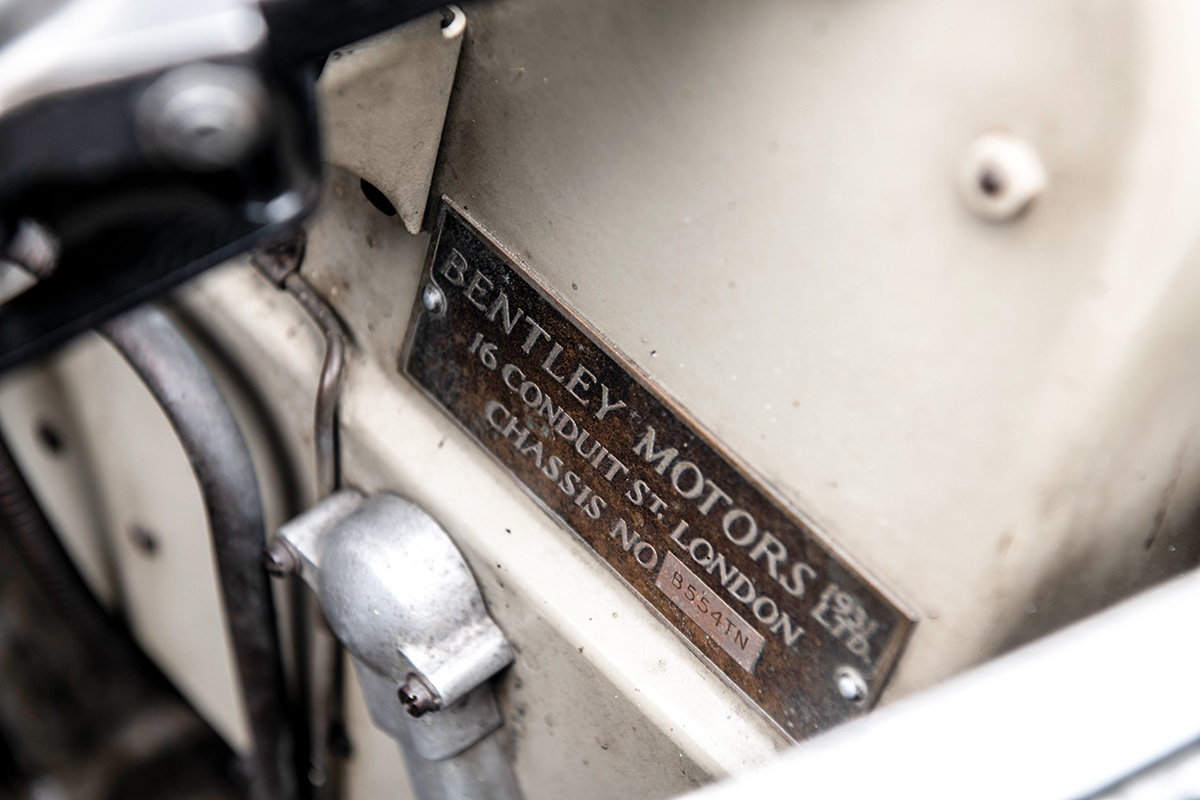 BENTLEY MOTORS 1931 LTD.
16 CONDUIT ST. LONDON
CHASSIS NO B554TN